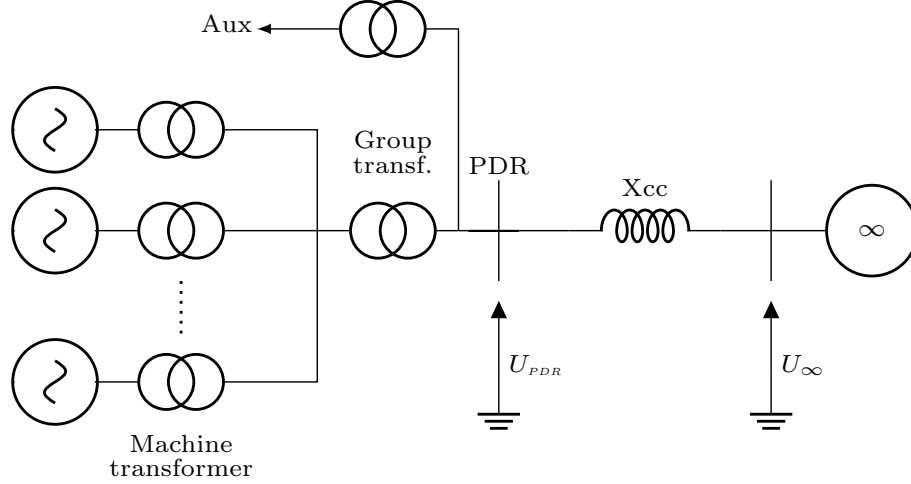 Aux
Group
transf.
PDR
Xcc
∞
U_PDR
U_∞
Machine
transformer